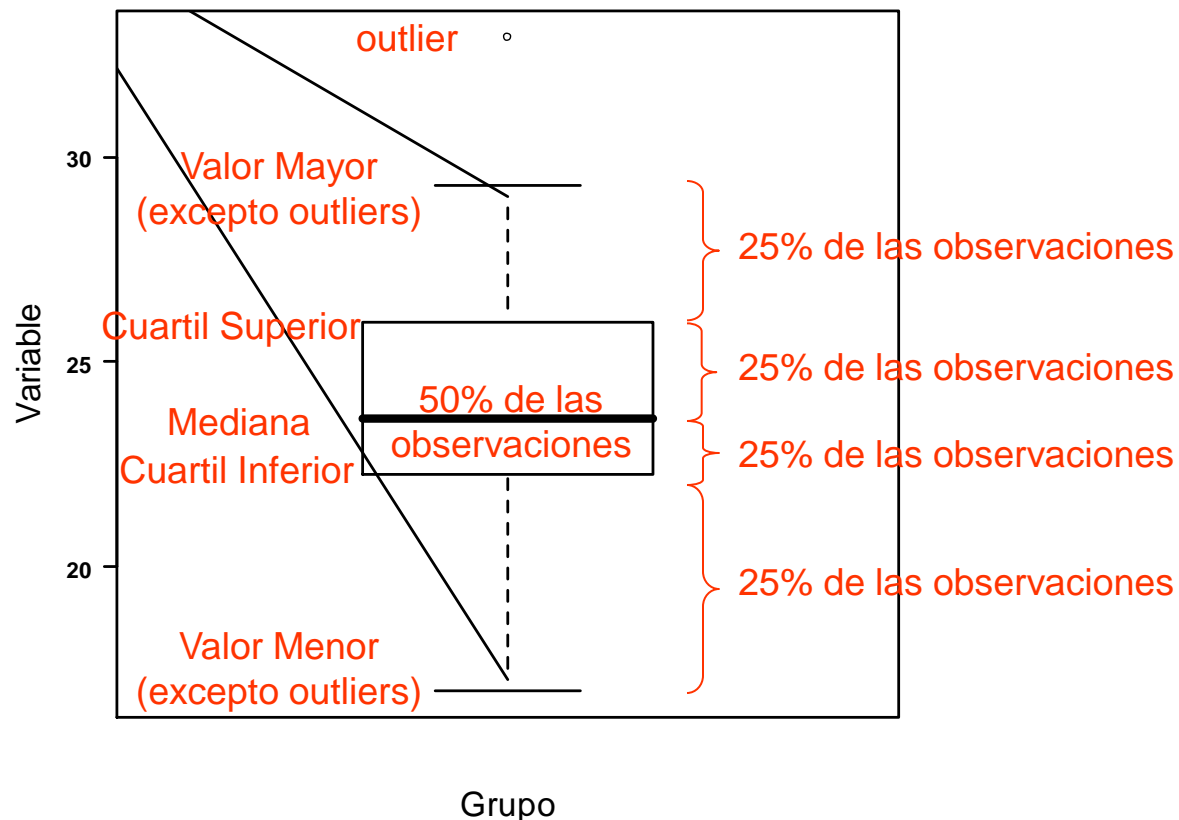 outlier
30
Valor Mayor
(excepto outliers)
25% de las observaciones
Cuartil Superior
25
Variable
25% de las observaciones
50% de las
observaciones
Mediana
Cuartil Inferior
25% de las observaciones
20
25% de las observaciones
Valor Menor
(excepto outliers)
Grupo